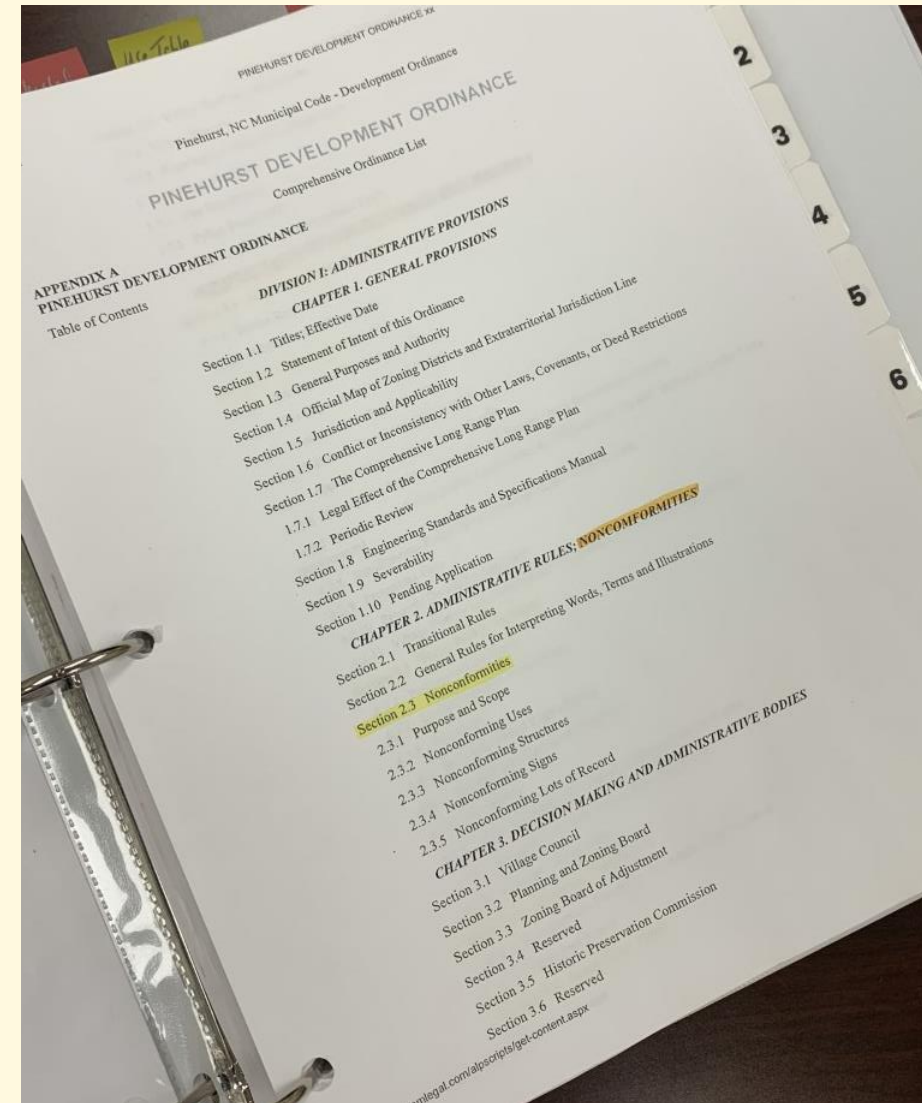 Use Table
PINEHURST DEVELOPMENT ORDINANCE xx
Pinehurst, NC Municipal Code - Development Ordinance
PINEHURST DEVELOPMENT ORDINANCE
Comprehensive Ordinance List
APPENDIX A
PINEHURST DEVELOPMENT ORDINANCE
Table of Contents
DIVISION I: ADMINISTRATIVE PROVISIONS
CHAPTER 1. GENERAL PROVISIONS
Section 1.1 Titles; Effective Date
Section 1.2 Statement of Intent of this Ordinance
Section 1.3 General Purposes and Authority
Section 1.4 Official Map of Zoning Districts and Extraterritorial Jurisdiction Line
Section 1.5 Jurisdiction and Applicability
Section 1.6 Conflict or Inconsistency with Other Laws, Covenants, or Deed Restrictions
Section 1.7 The Comprehensive Long Range Plan
1.7.1 Legal Effect of the Comprehensive Long Range Plan
1.7.2 Periodic Review
Section 1.8 Engineering Standards and Specifications Manual
Section 1.9 Severability
Section 1.10 Pending Application
CHAPTER 2. ADMINISTRATIVE RULES; NONCOMFORMITIES
Section 2.1 Transitional Rules
Section 2.2 General Rules for Interpreting Words, Terms and Illustrations
Section 2.3 Nonconformities
2.3.1 Purpose and Scope
2.3.2 Nonconforming Uses
2.3.3 Nonconforming Structures
2.3.4 Nonconforming Signs
2.3.5 Nonconforming Lots of Record
CHAPTER 3. DECISION MAKING AND ADMINISTRATIVE BODIES
Section 3.1 Village Council
Section 3.2 Planning and Zoning Board
Section 3.3 Zoning Board of Adjustment
Section 3.4 Reserved
Section 3.5 Historic Preservation Commission
Section 3.6 Reserved
mlegal.com/alpscripts/get-content.aspx
2
3
4
5
6